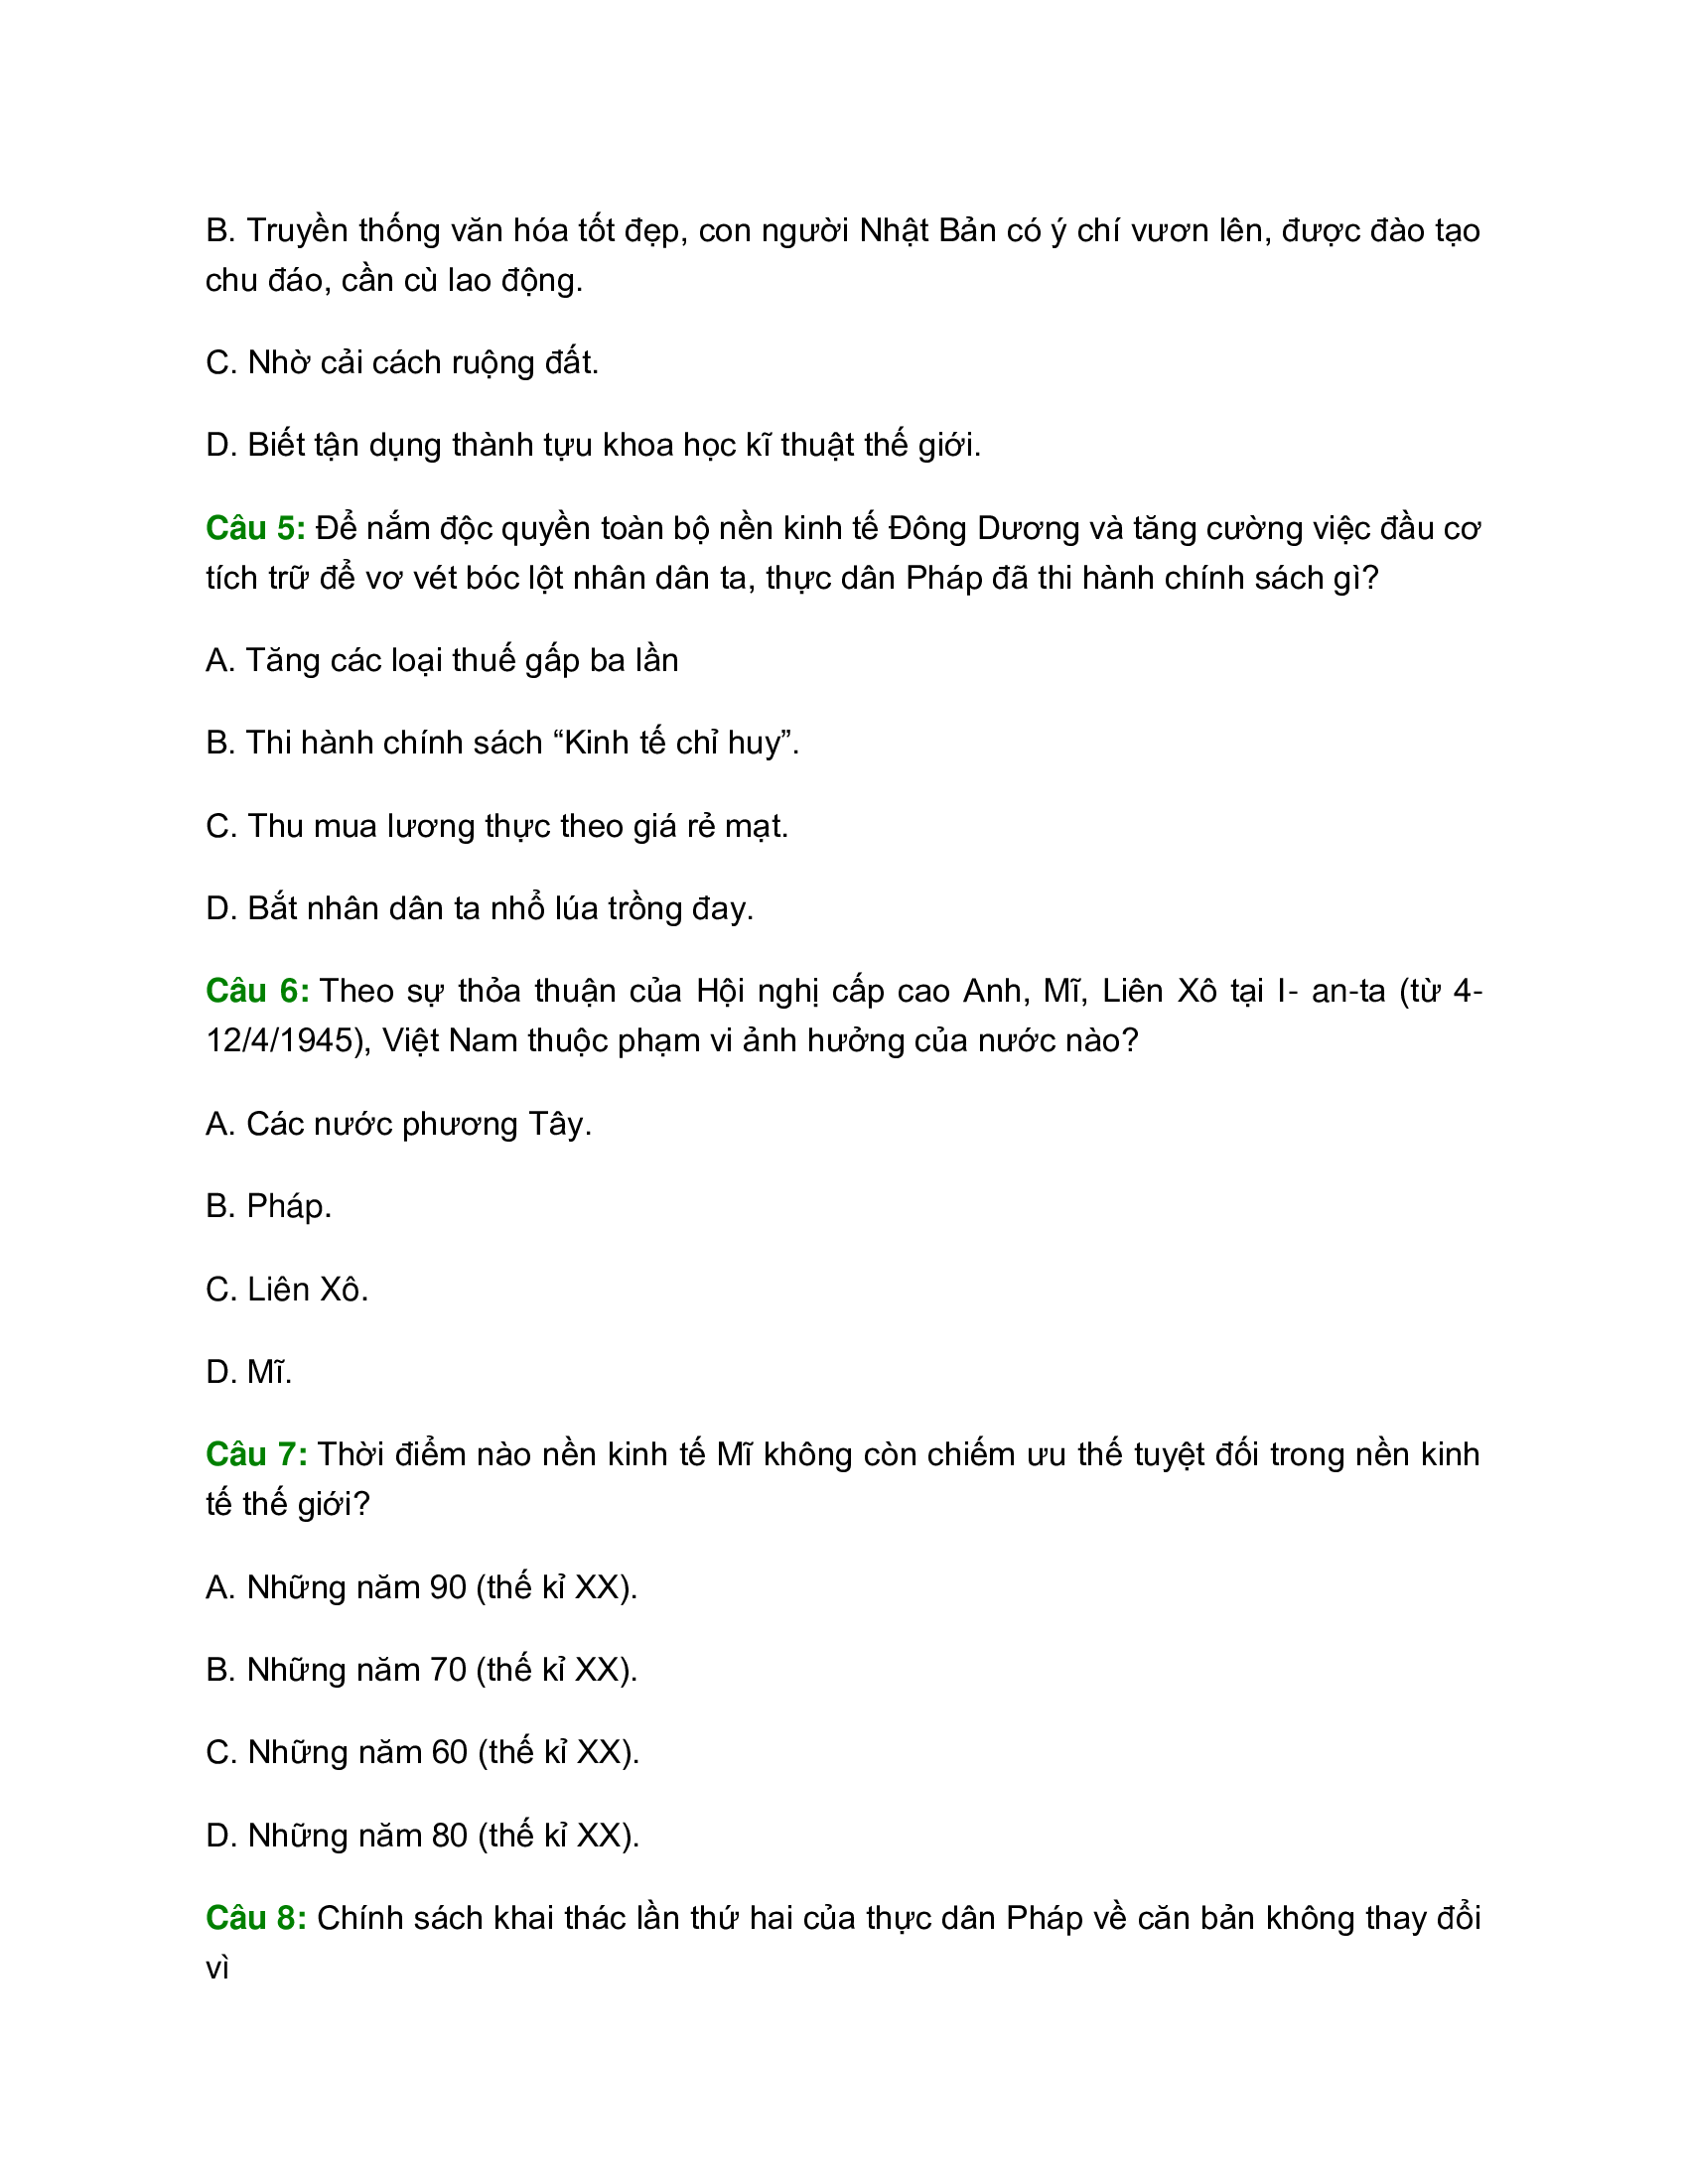 B. Truyền thống văn hóa tốt đẹp, con người Nhật Bản có ý chí vươn lên, được đào tạo
chu đáo, cần cù lao động.
C. Nhờ cải cách ruộng đất.
D. Biết tận dụng thành tựu khoa học kĩ thuật thế giới.
Câu 5: Để nắm độc quyền toàn bộ nền kinh tế Đông Dương và tăng cường việc đầu cơ
tích trữ để vơ vét bóc lột nhân dân ta, thực dân Pháp đã thi hành chính sách gì?
A. Tăng các loại thuế gấp ba lần
B. Thi hành chính sách “Kinh tế chỉ huy”.
C. Thu mua lương thực theo giá rẻ mạt.
D. Bắt nhân dân ta nhổ lúa trồng đay.
Câu 6: Theo sự thỏa thuận của Hội nghị cấp cao Anh, Mĩ, Liên Xô tại I- an-ta (từ 4-
12/4/1945), Việt Nam thuộc phạm vi ảnh hưởng của nước nào?
A. Các nước phương Tây.
B. Pháp.
C. Liên Xô.
D. Mĩ.
Câu 7: Thời điểm nào nền kinh tế Mĩ không còn chiếm ưu thế tuyệt đối trong nền kinh
tế thế giới?
A. Những năm 90 (thế kỉ XX).
B. Những năm 70 (thế kỉ XX).
C. Những năm 60 (thế kỉ XX).
D. Những năm 80 (thế kỉ XX).
Câu 8: Chính sách khai thác lần thứ hai của thực dân Pháp về căn bản không thay đổi
vì